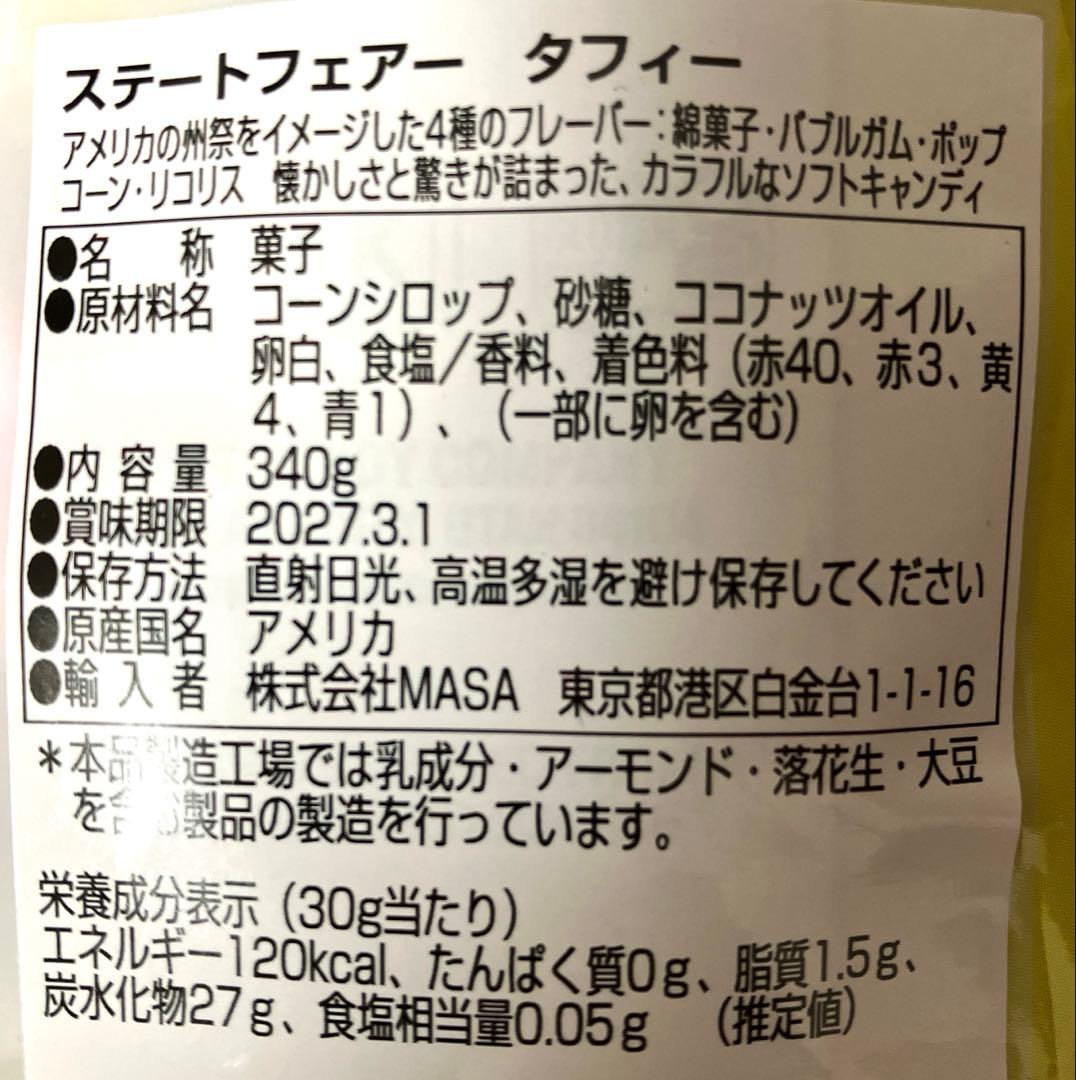 ステートフェアー　タフィー
アメリカの州祭をイメージした4種のフレーバー：綿菓子・バブルガム・ポップ
コーン・リコリス　懐かしさと驚きが詰まった、カラフルなソフトキャンディ
●名　称　菓子
●原材料名　コーンシロップ、砂糖、ココナッツオイル、
卵白、食塩／香料、着色料（赤40、赤3、黄
4、青1）、（一部に卵を含む）
●内容量　340g
●賞味期限　2027.3.1
●保存方法　直射日光、高温多湿を避け保存してください
●原産国名　アメリカ
●輸入者　株式会社MASA　東京都港区白金台1-1-16
＊本品製造工場では乳成分・アーモンド・落花生・大豆
を含む製品の製造を行っています。
栄養成分表示（30g当たり）
エネルギー120kcal、たんぱく質0g、脂質1.5g、
炭水化物27g、食塩相当量0.05g　（推定値）